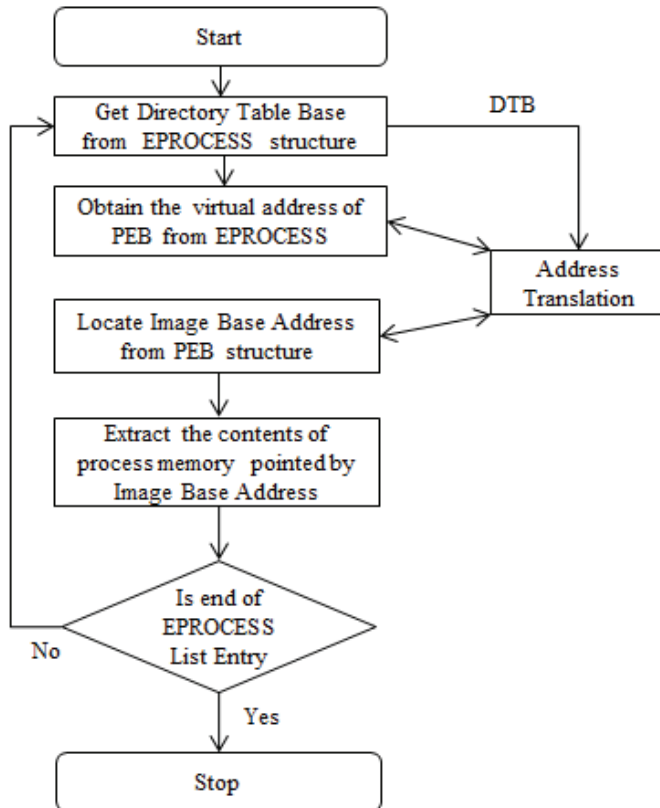 Start
Get Directory Table Base
from EPROCESS structure
DTB
Obtain the virtual address of
PEB from EPROCESS
Address
Translation
Locate Image Base Address
from PEB structure
Extract the contents of
process memory pointed by
Image Base Address
Is end of
EPROCESS
List Entry
No
Yes
Stop